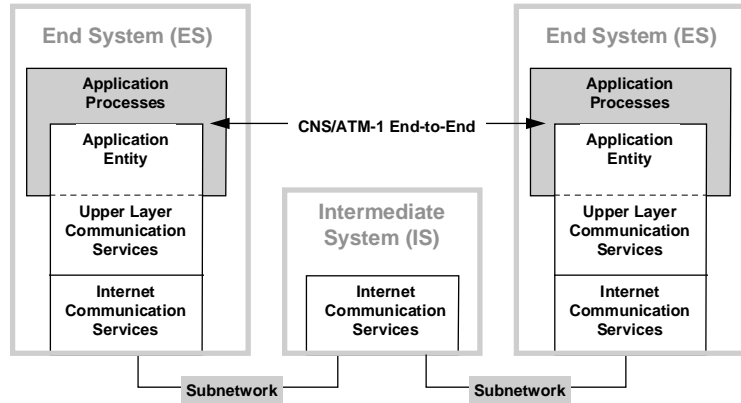 End System (ES)
Application
Processes
Application
Entity
Upper Layer
Communication
Services
Internet
Communication
Services
CNS/ATM-1 End-to-End
Intermediate
System (IS)
Internet
Communication
Services
End System (ES)
Application
Processes
Application
Entity
Upper Layer
Communication
Services
Internet
Communication
Services
Subnetwork
Subnetwork